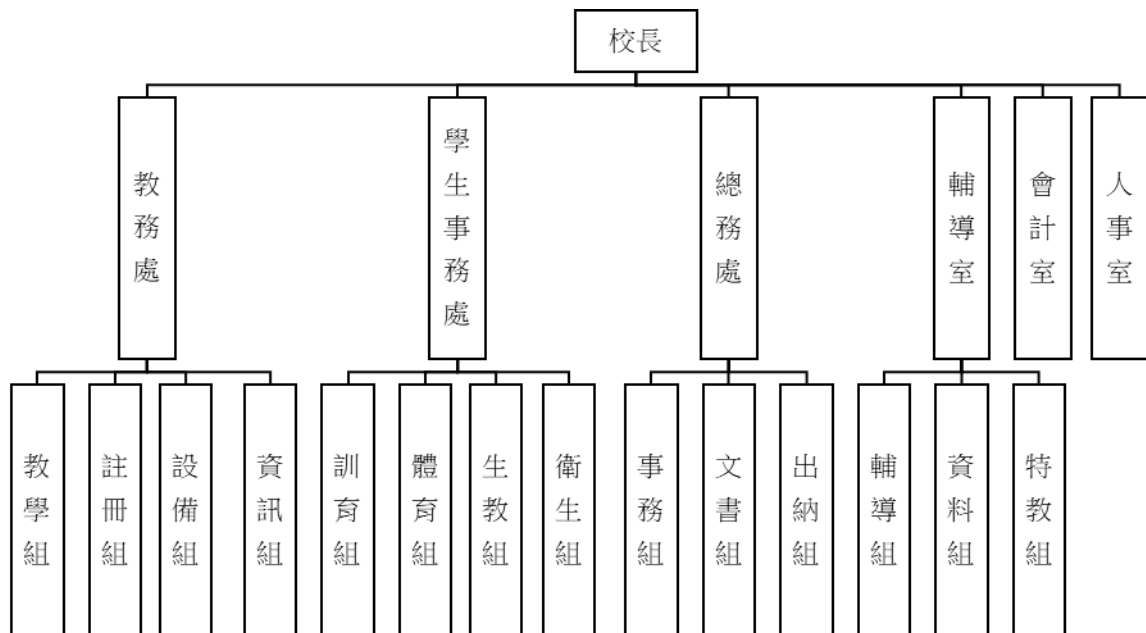 校長
教務處
學生事務處
總務處
輔導室
會計室
人事室
教學組
註冊組
設備組
資訊組
訓育組
體育組
生教組
衛生組
事務組
文書組
出納組
輔導組
資料組
特教組